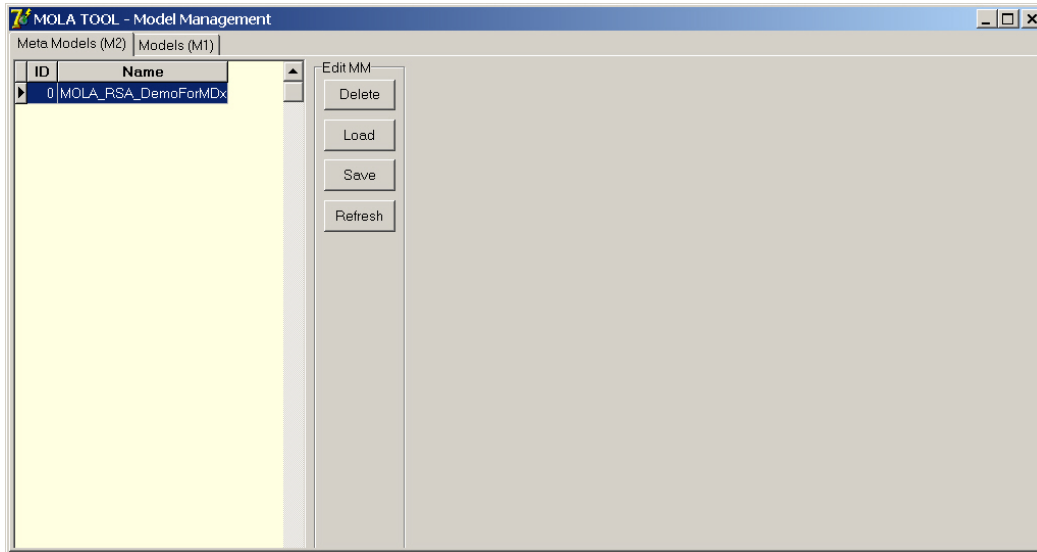 MOLA TOOL - Model Management
Meta Models (M2) Models (M1)
ID Name Edit MM
0 MOLA_RSA_DemoForMDx Delete
Load
Save
Refresh